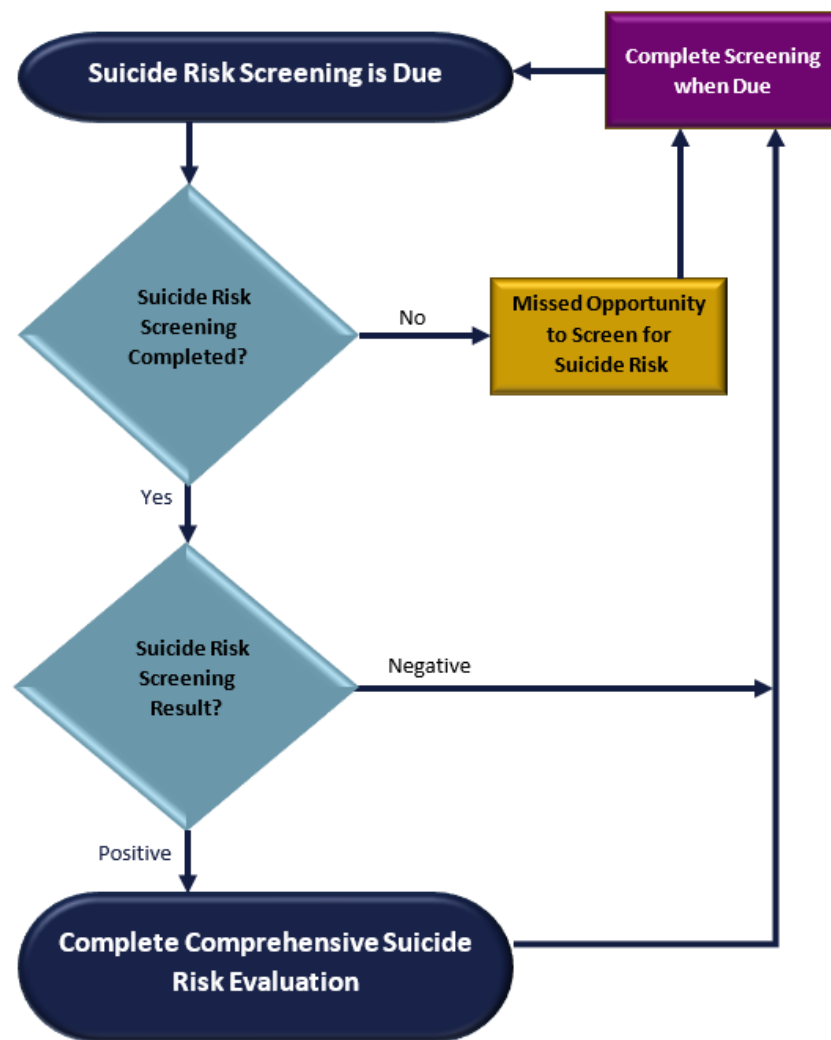 Suicide Risk Screening is Due
Complete Screening
when Due
Suicide Risk
Screening
Completed?
No
Missed Opportunity
to Screen for
Suicide Risk
Yes
Suicide Risk
Screening
Result?
Negative
Positive
Complete Comprehensive Suicide
Risk Evaluation